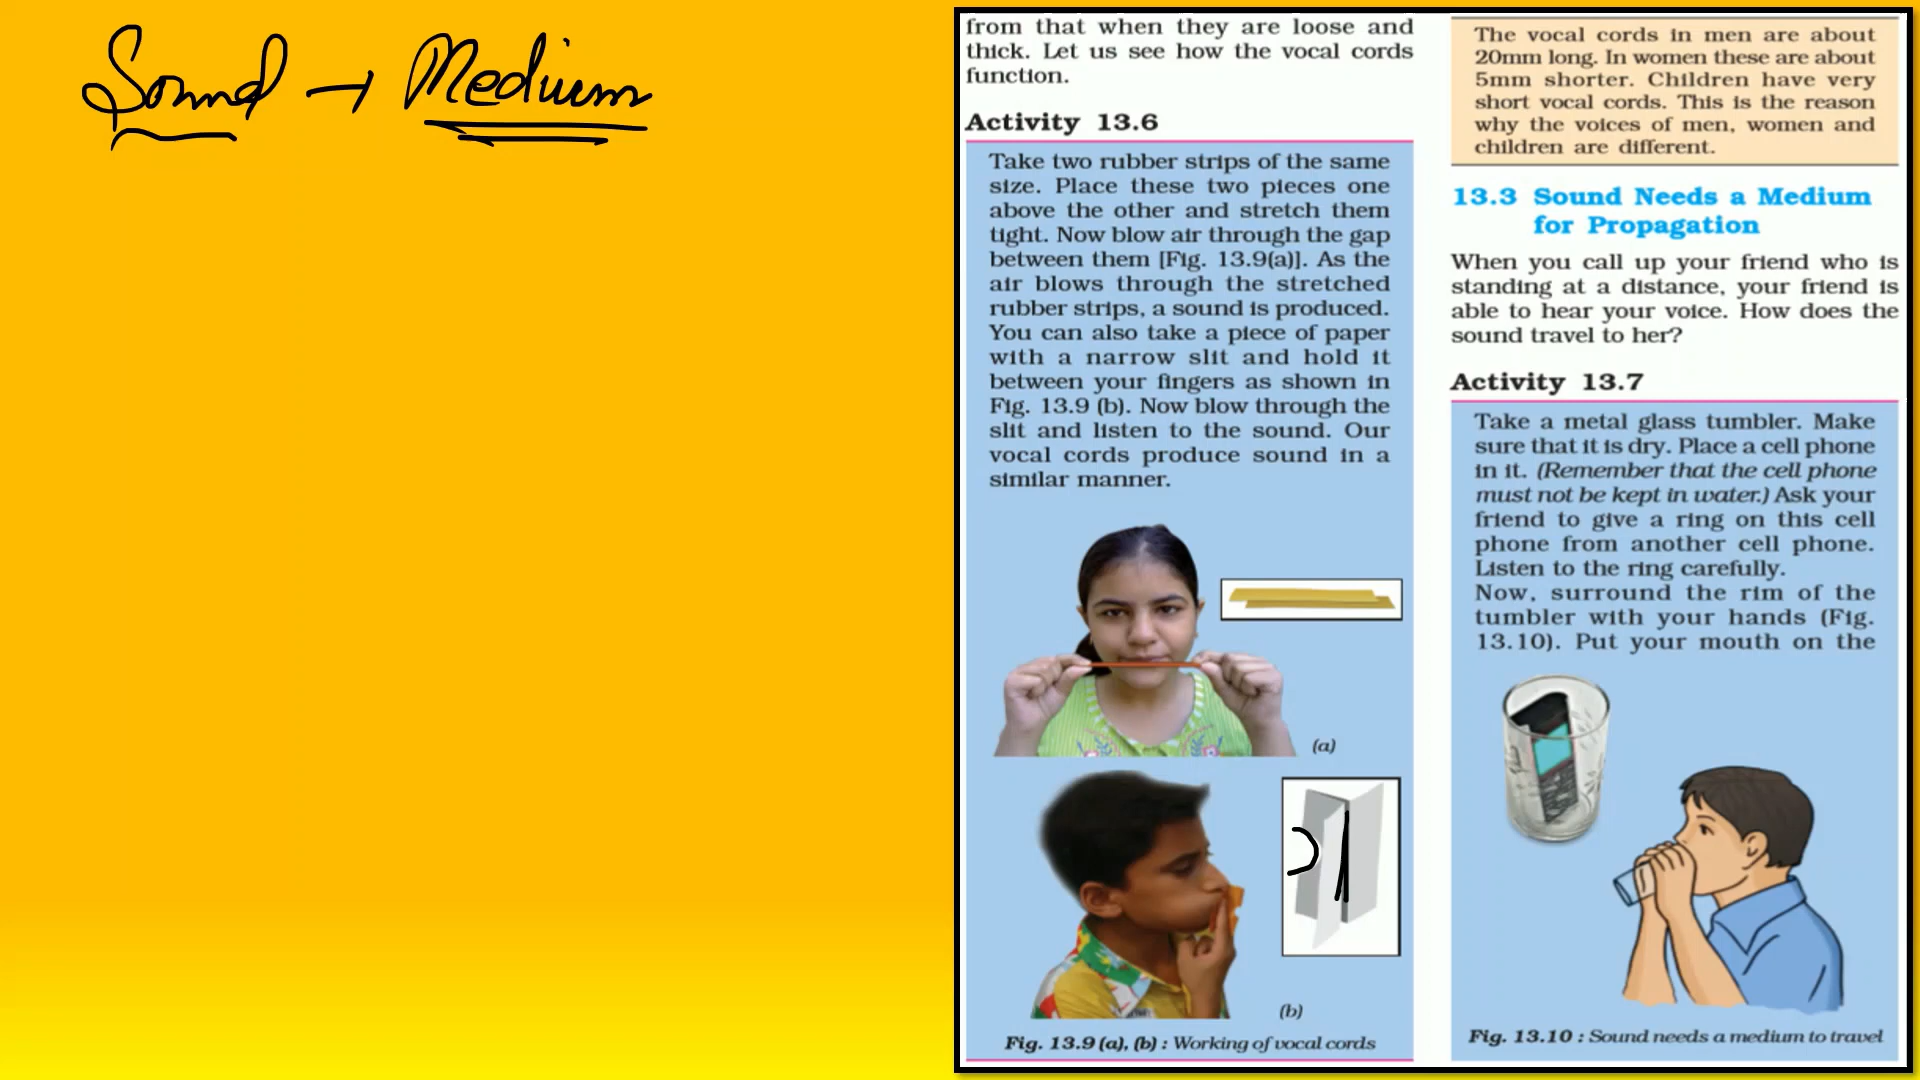 Sound → Medium
from that when they are loose and
thick. Let us see how the vocal cords
function.
Activity 13.6
Take two rubber strips of the same
size. Place these two pieces one
above the other and stretch them
tight. Now blow air through the gap
between them [Fig. 13.9(a)]. As the
air blows through the stretched
rubber strips, a sound is produced.
You can also take a piece of paper
with a narrow slit and hold it
between your fingers as shown in
Fig. 13.9 (b). Now blow through the
slit and listen to the sound. Our
vocal cords produce sound in a
similar manner.
(a)
(b)
Fig. 13.9 (a), (b) : Working of vocal cords
The vocal cords in men are about
20mm long. In women these are about
5mm shorter. Children have very
short vocal cords. This is the reason
why the voices of men, women and
children are different.
13.3 Sound Needs a Medium
for Propagation
When you call up your friend who is
standing at a distance, your friend is
able to hear your voice. How does the
sound travel to her?
Activity 13.7
Take a metal glass tumbler. Make
sure that it is dry. Place a cell phone
in it. (Remember that the cell phone
must not be kept in water.) Ask your
friend to give a ring on this cell
phone from another cell phone.
Listen to the ring carefully.
Now, surround the rim of the
tumbler with your hands (Fig.
13.10). Put your mouth on the
Fig. 13.10 : Sound needs a medium to travel